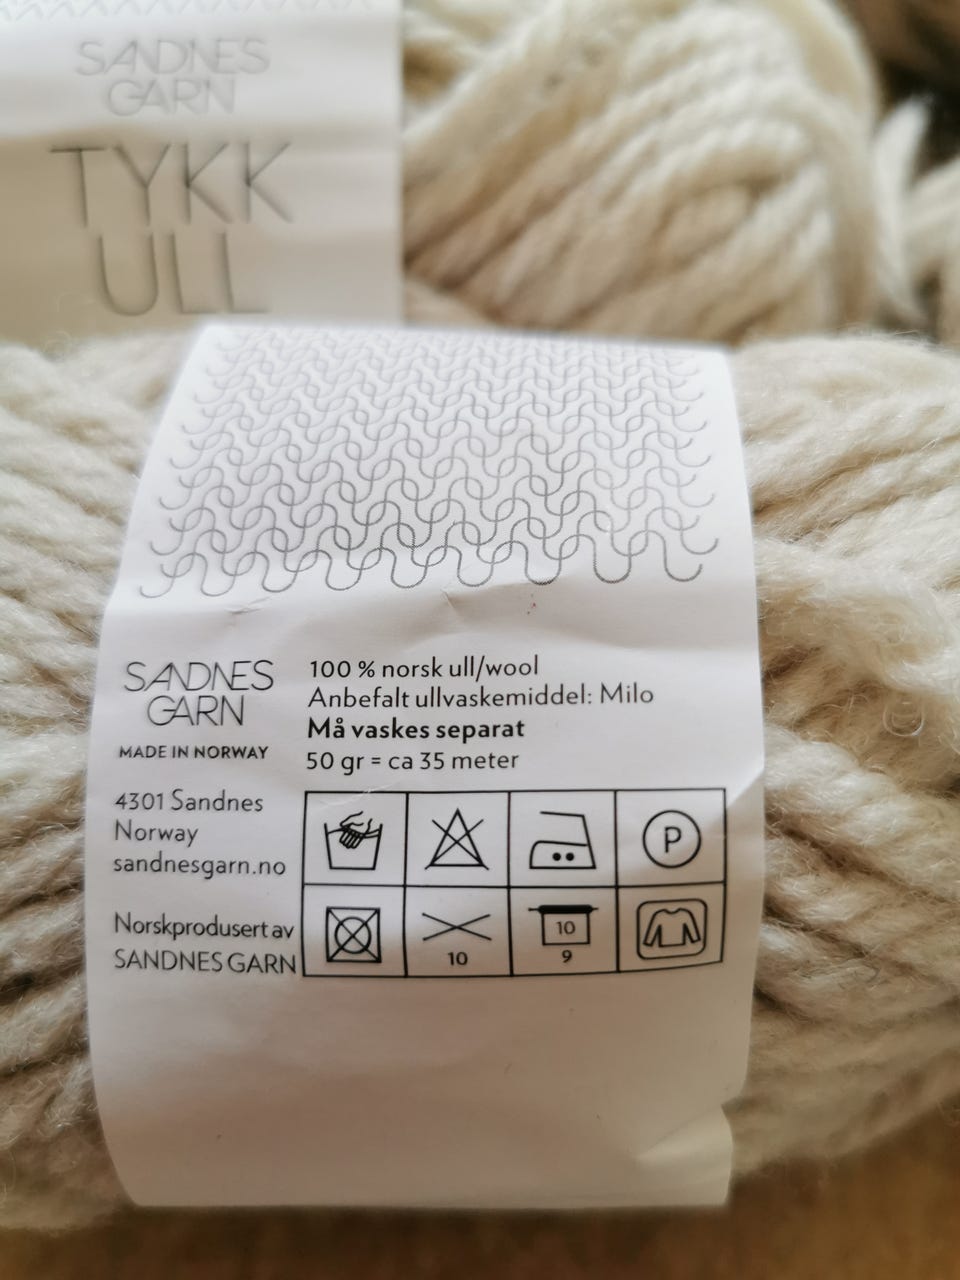 SANDNES
GARN
TYKK
ULL
SANDNES
GARN
MADE IN NORWAY
4301 Sandnes
Norway
sandnesgarn.no
Norskprodusert av
SANDNES GARN
100 % norsk ull/wool
Anbefalt ullvaskemiddel: Milo
Må vaskes separat
50 gr = ca 35 meter
P
10
10
9